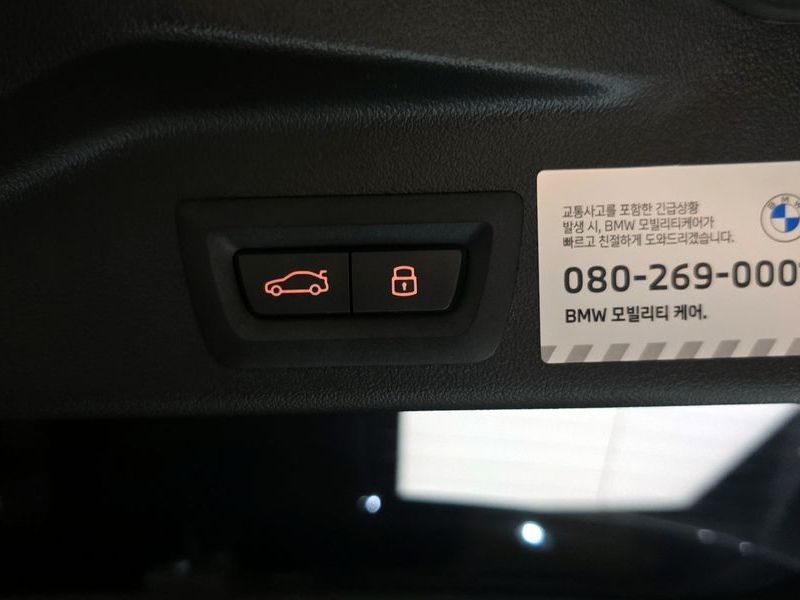 교통사고를 포함한 긴급상황
발생 시, BMW 모빌리티케어가
빠르고 친절하게 도와드리겠습니다.
080-269-000
BMW 모빌리티 케어.